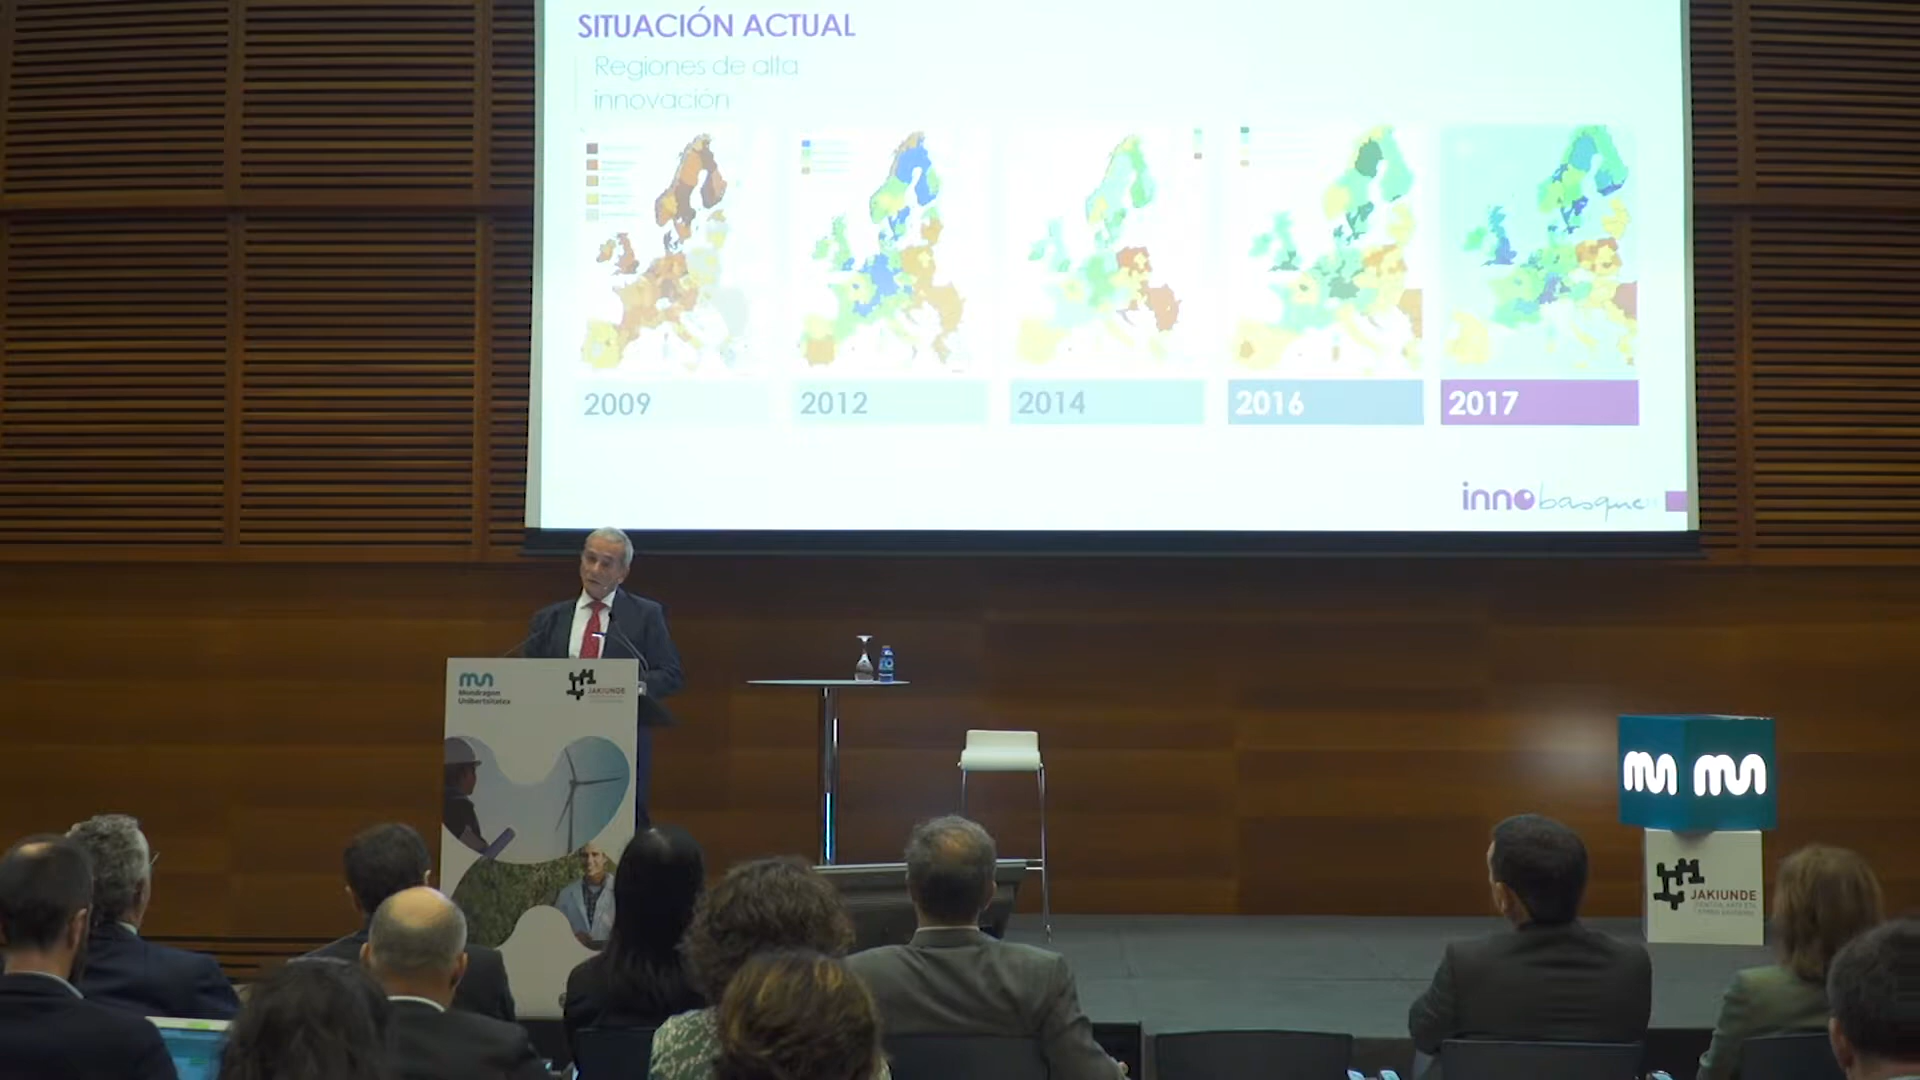 SITUACIÓN ACTUAL
Regiones de alta
innovación
2009
2012
2014
2016
2017
innobasque
Mondragon
Unibertsitatea
JAKIUNDE
JAKIUNDE